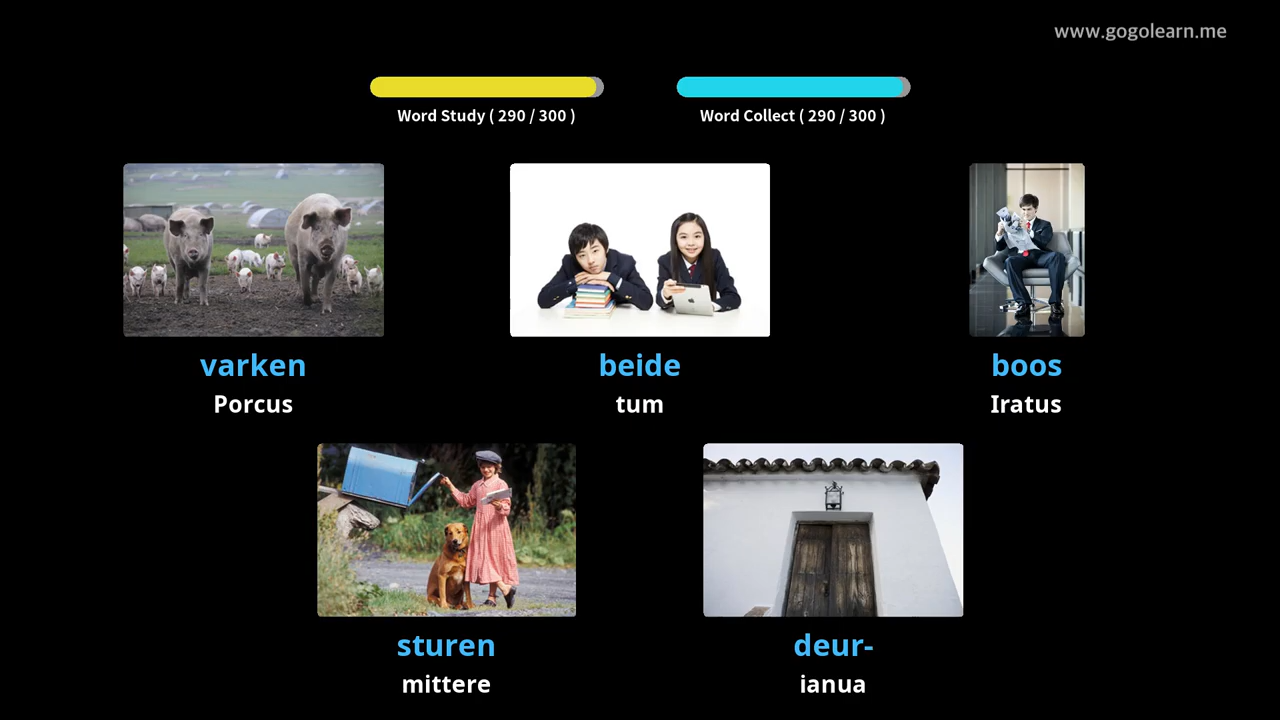 www.gogolearn.me
Word Study ( 290 / 300 )
Word Collect ( 290 / 300 )
varken
Porcus
beide
tum
boos
Iratus
sturen
mittere
deur-
ianua